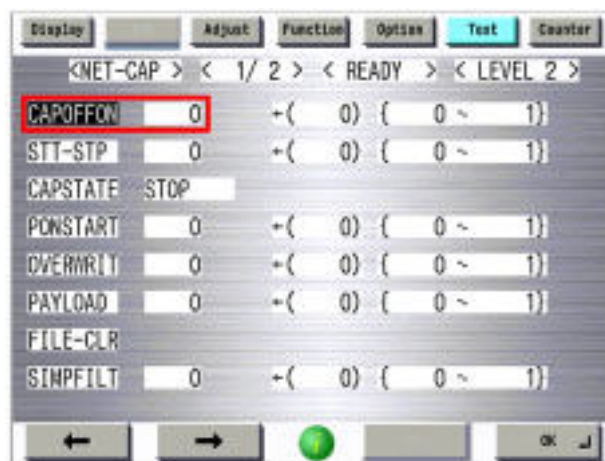 Display Adjust Function Option Test Counter
<NET-CAP > < 1/ 2 > < READY > < LEVEL 2 >
CAPOFFON 0 ←( 0) { 0 ~ 1}
STT-STP 0 ←( 0) { 0 ~ 1}
CAPSTATE STOP
PONSTART 0 ←( 0) { 0 ~ 1}
OVERWRIT 0 ←( 0) { 0 ~ 1}
PAYLOAD 0 ←( 0) { 0 ~ 1}
FILE-CLR
SIMPFILT 0 ←( 0) { 0 ~ 1}
← → i OK ┘